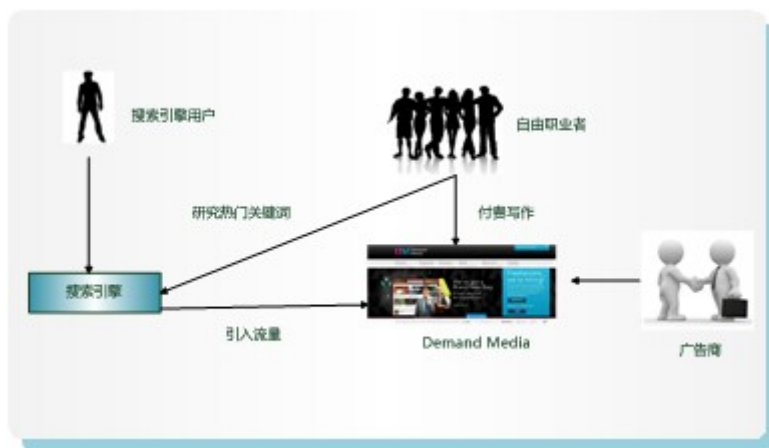 搜索引擎用户
自由职业者
研究热门关键词
付费写作
搜索引擎
引入流量
Demand Media
广告商